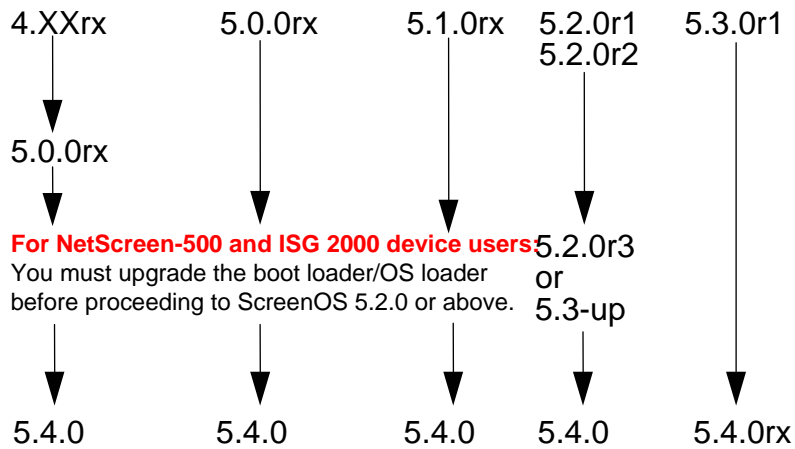 4.XXrx 5.0.0rx 5.1.0rx 5.2.0r1 5.3.0r1
5.2.0r2
5.0.0rx
For NetScreen-500 and ISG 2000 device users: 5.2.0r3
You must upgrade the boot loader/OS loader or
before proceeding to ScreenOS 5.2.0 or above. 5.3-up
5.4.0 5.4.0 5.4.0 5.4.0 5.4.0rx